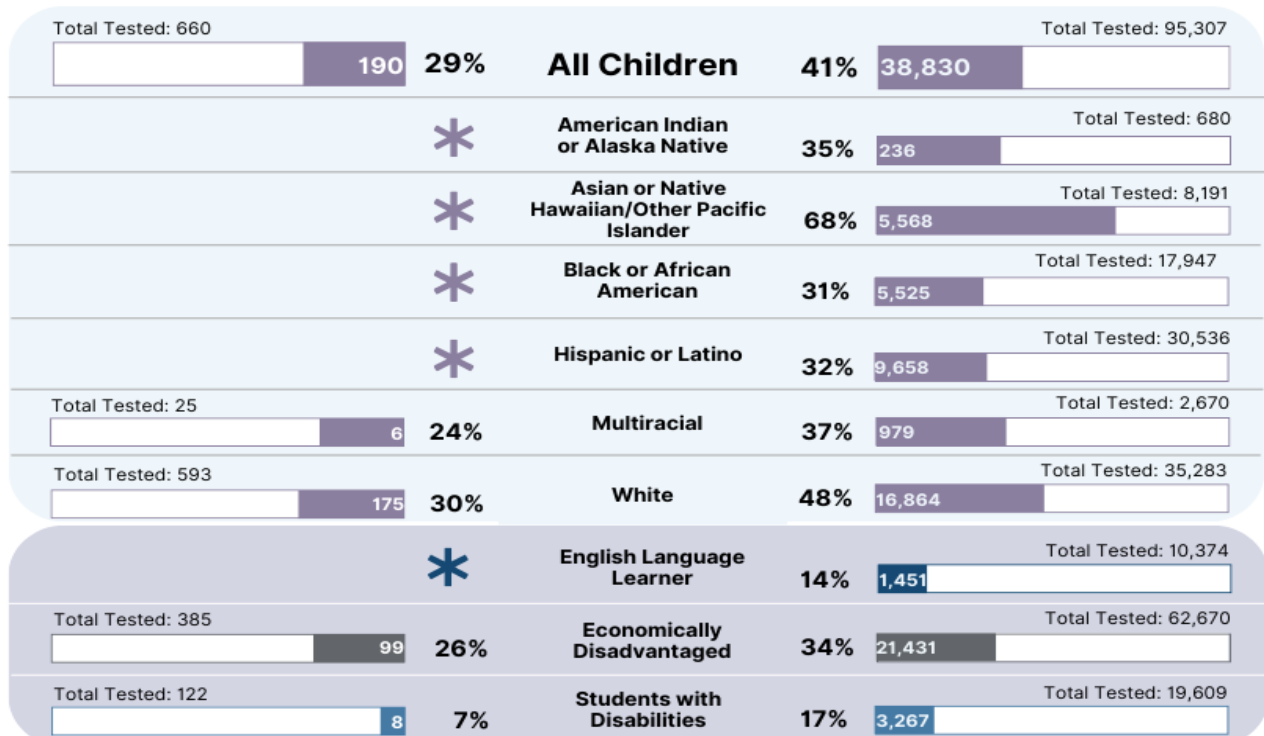 Total Tested: 660
Total Tested: 95,307
190 29% All Children 41% 38,830
Total Tested: 680
* American Indian
or Alaska Native 35% 236
Asian or Native
Total Tested: 8,191
* Hawaiian/Other Pacific
Islander 68% 5,568
Total Tested: 17,947
* Black or African
American 31% 5,525
Total Tested: 30,536
* Hispanic or Latino 32% 9,658
Total Tested: 25
Total Tested: 2,670
6 24% Multiracial 37% 979
Total Tested: 593
Total Tested: 35,283
175 30% White 48% 16,864
Total Tested: 10,374
* English Language
Learner 14% 1,451
Total Tested: 385
Total Tested: 62,670
99 26% Economically
Disadvantaged 34% 21,431
Total Tested: 122
Total Tested: 19,609
8 7% Students with
Disabilities 17% 3,267